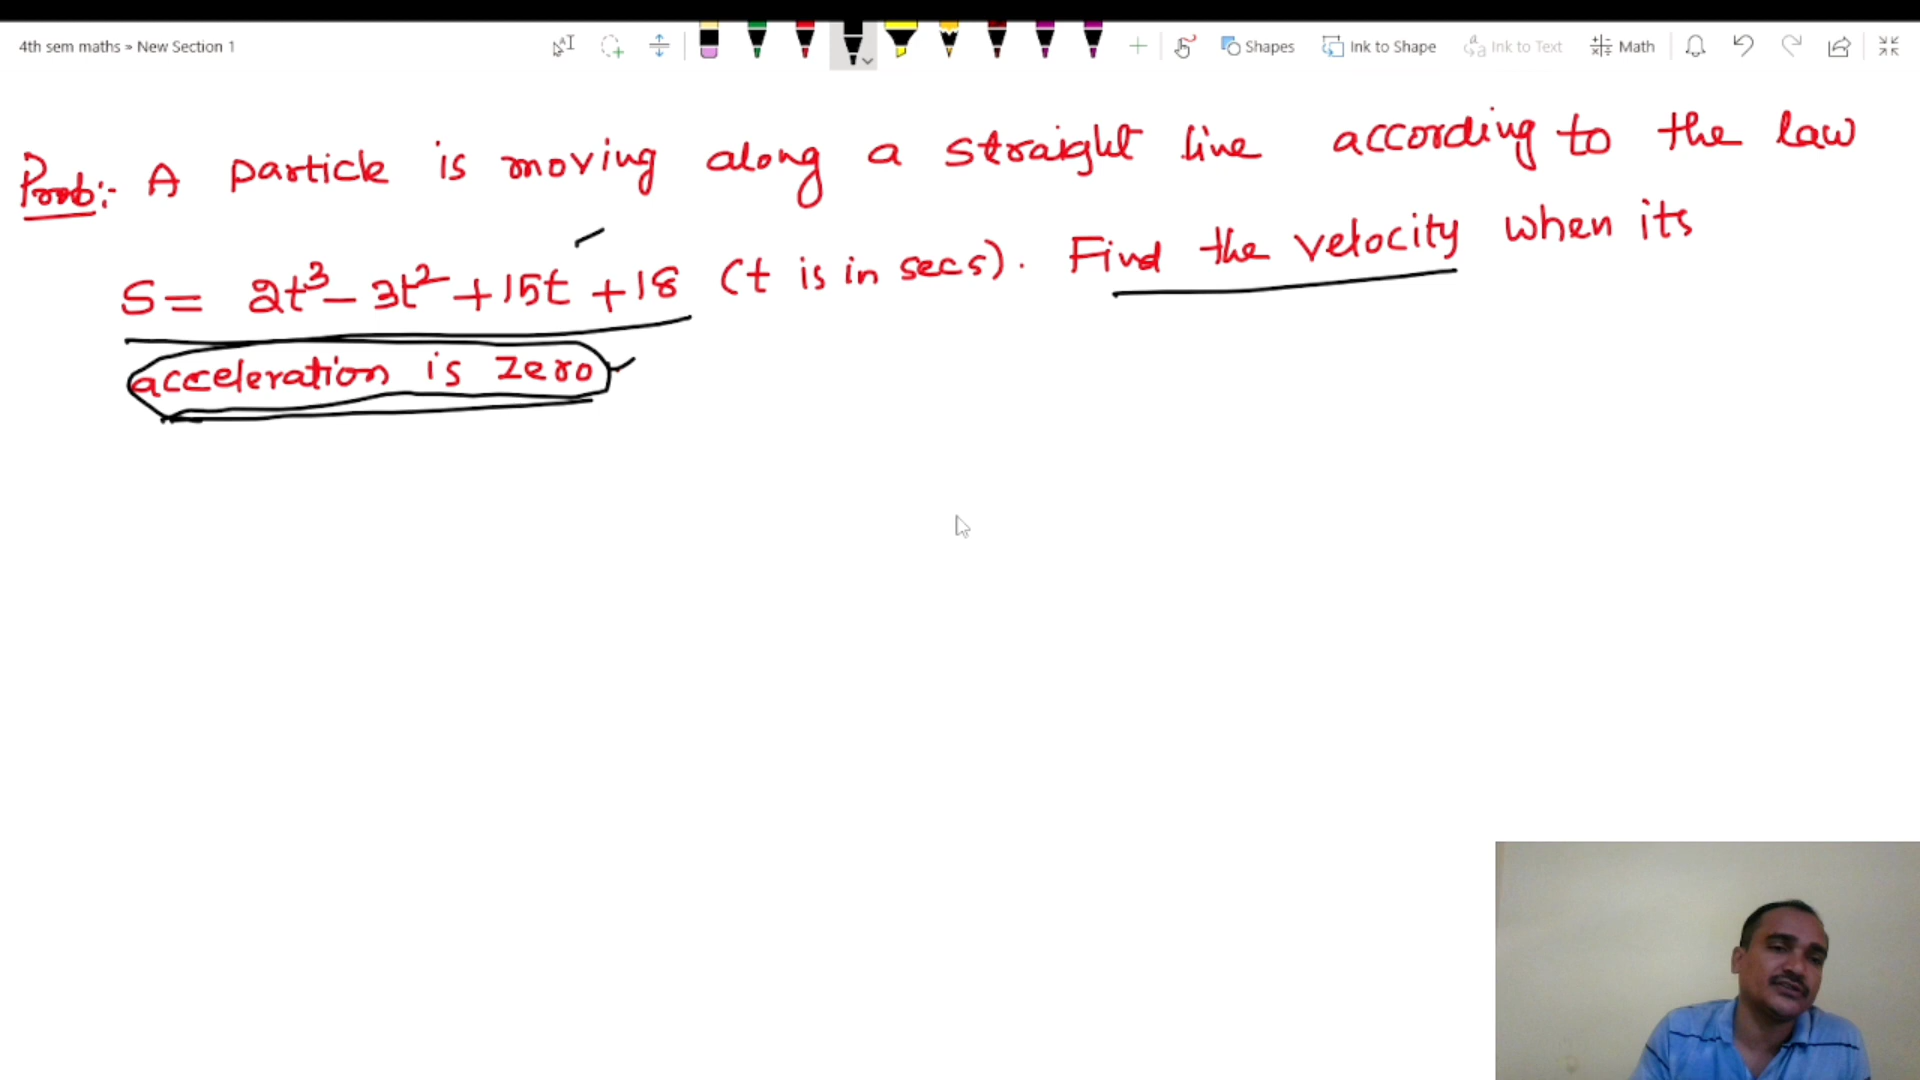 4th sem maths » New Section 1
Shapes
Ink to Shape
Ink to Text
Math
Prob:- A particle is moving along a straight line according to the law
S = 2t³ - 3t² + 15t + 18 (t is in secs). Find the velocity when its
acceleration is zero